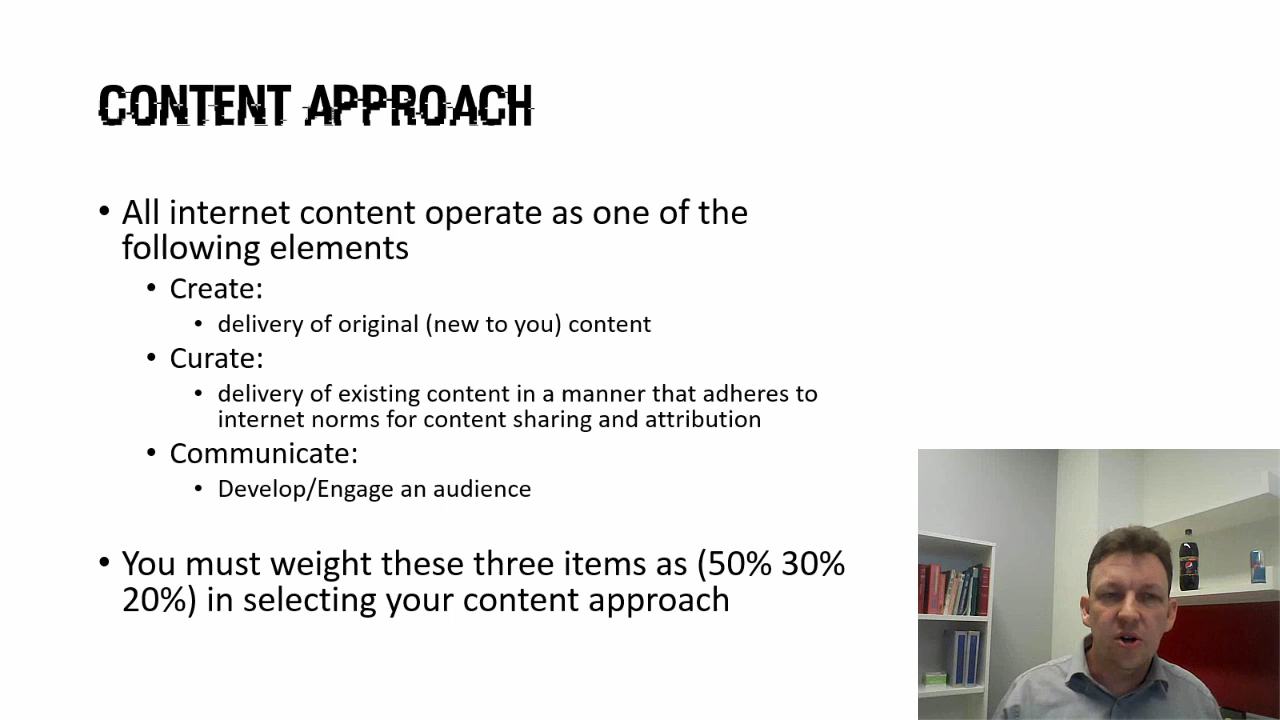 CONTENT APPROACH
• All internet content operate as one of the
following elements
• Create:
• delivery of original (new to you) content
• Curate:
• delivery of existing content in a manner that adheres to
internet norms for content sharing and attribution
• Communicate:
• Develop/Engage an audience
• You must weight these three items as (50% 30%
20%) in selecting your content approach